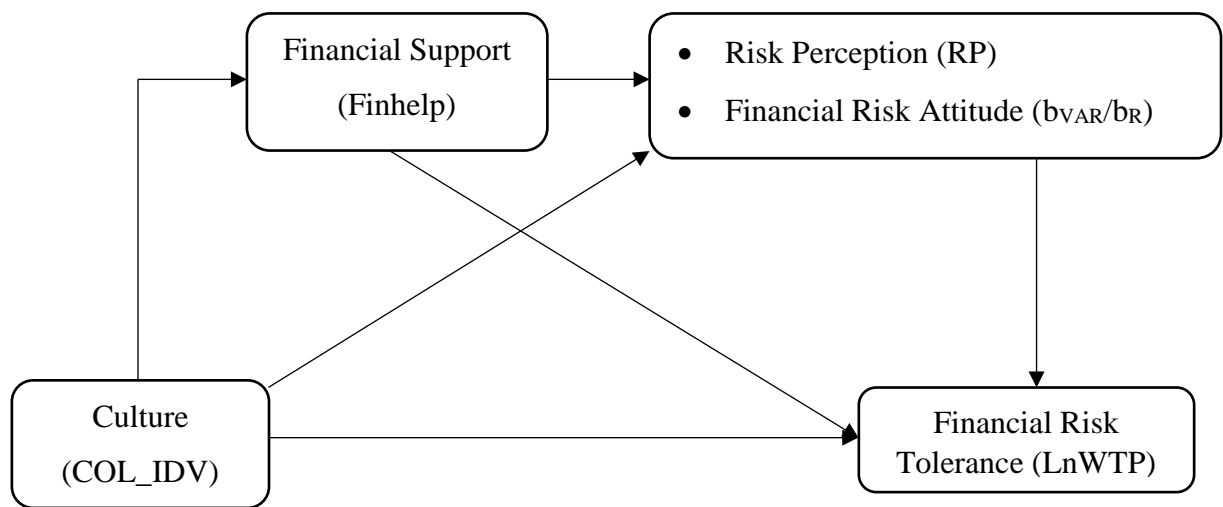 Financial Support
(Finhelp)
• Risk Perception (RP)
• Financial Risk Attitude (bVAR/bR)
Culture
(COL_IDV)
Financial Risk
Tolerance (LnWTP)